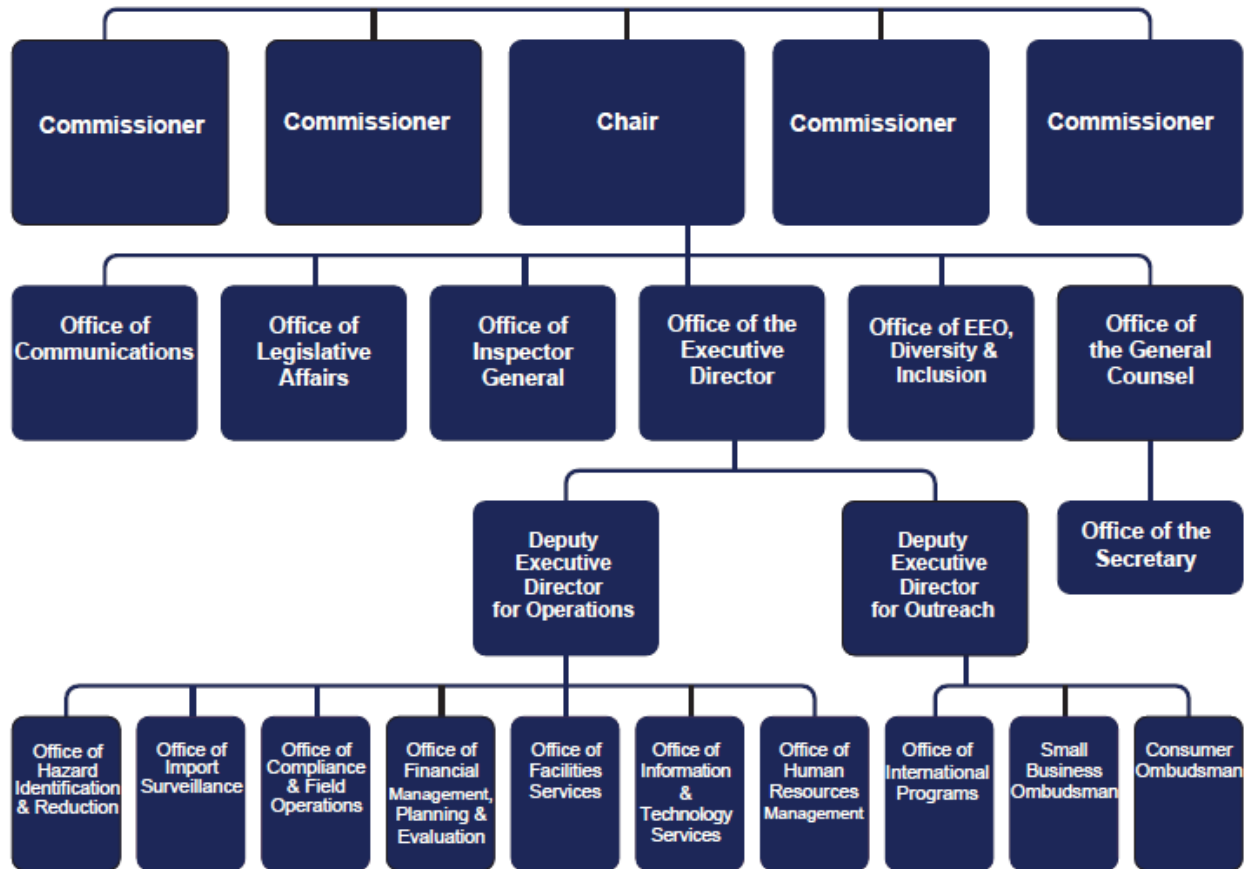 Commissioner
Commissioner
Chair
Commissioner
Commissioner
Office of
Communications
Office of
Legislative
Affairs
Office of
Inspector
General
Office of the
Executive
Director
Office of EEO,
Diversity &
Inclusion
Office of
the General
Counsel
Deputy
Executive
Director
for Operations
Deputy
Executive
Director
for Outreach
Office of the
Secretary
Office of
Hazard
Identification
& Reduction
Office of
Import
Surveillance
Office of
Compliance
& Field
Operations
Office of
Financial
Management,
Planning &
Evaluation
Office of
Facilities
Services
Office of
Information
&
Technology
Services
Office of
Human
Resources
Management
Office of
International
Programs
Small
Business
Ombudsman
Consumer
Ombudsman